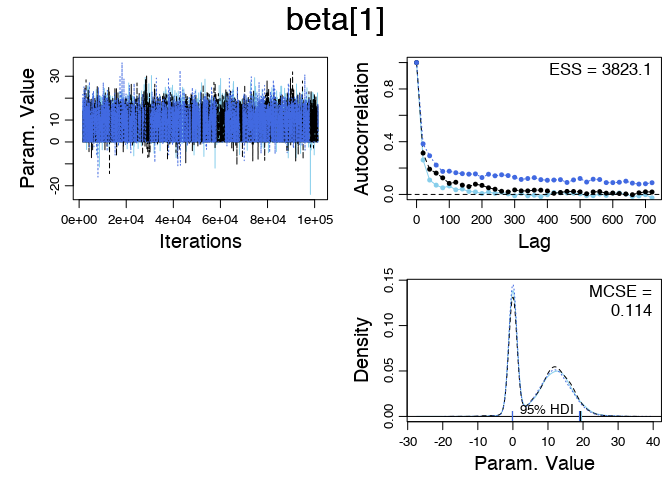 beta[1]
Param. Value
-20
0
10
30
0e+00 2e+04 4e+04 6e+04 8e+04 1e+05
Iterations
Autocorrelation
0.0
0.4
0.8
ESS = 3823.1
0 100 200 300 400 500 600 700
Lag
Density
0.00
0.05
0.10
0.15
MCSE =
0.114
95% HDI
-30 -20 -10 0 10 20 30 40
Param. Value